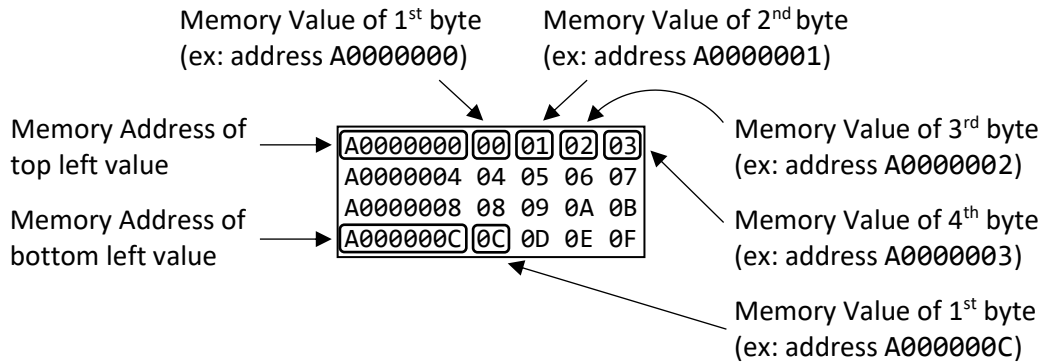 Memory Value of 1st byte
(ex: address A0000000)
Memory Value of 2nd byte
(ex: address A0000001)
Memory Address of
top left value
Memory Address of
bottom left value
A0000000 00 01 02 03
A0000004 04 05 06 07
A0000008 08 09 0A 0B
A000000C 0C 0D 0E 0F
Memory Value of 3rd byte
(ex: address A0000002)
Memory Value of 4th byte
(ex: address A0000003)
Memory Value of 1st byte
(ex: address A000000C)